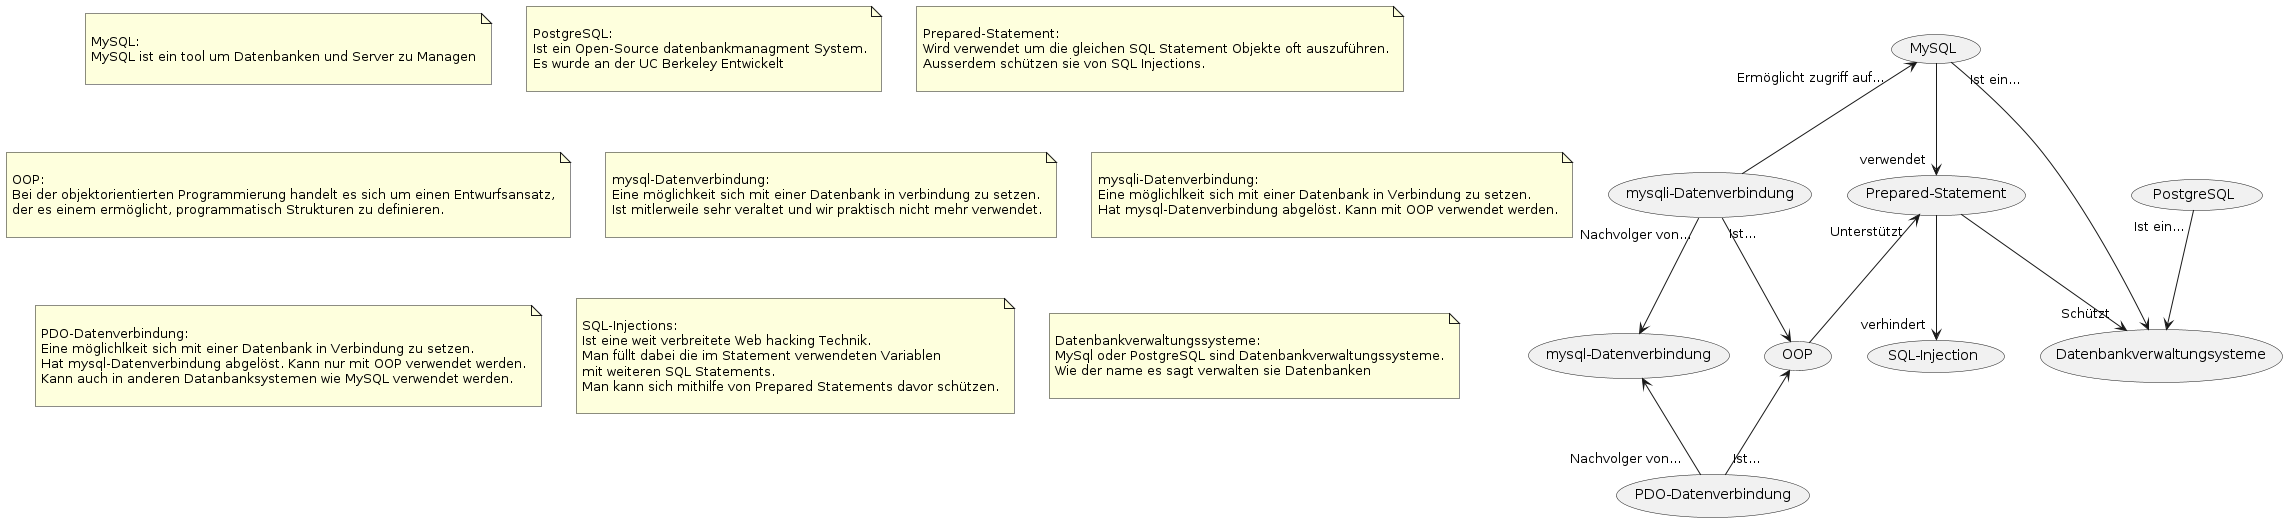 MySQL:
MySQL ist ein tool um Datenbanken und Server zu Managen
PostgreSQL:
Ist ein Open-Source datenbankmanagment System.
Es wurde an der UC Berkeley Entwickelt
Prepared-Statement:
Wird verwendet um die gleichen SQL Statement Objekte oft auszuführen.
Ausserdem schützen sie von SQL Injections.
OOP:
Bei der objektorientierten Programmierung handelt es sich um einen Entwurfsansatz,
der es einem ermöglicht, programmatisch Strukturen zu definieren.
mysql-Datenverbindung:
Eine möglichkeit sich mit einer Datenbank in verbindung zu setzen.
Ist mitlerweile sehr veraltet und wir praktisch nicht mehr verwendet.
mysqli-Datenverbindung:
Eine möglichlkeit sich mit einer Datenbank in Verbindung zu setzen.
Hat mysql-Datenverbindung abgelöst. Kann mit OOP verwendet werden.
PDO-Datenverbindung:
Eine möglichlkeit sich mit einer Datenbank in Verbindung zu setzen.
Hat mysql-Datenverbindung abgelöst. Kann nur mit OOP verwendet werden.
Kann auch in anderen Datanbanksystemen wie MySQL verwendet werden.
SQL-Injections:
Ist eine weit verbreitete Web hacking Technik.
Man füllt dabei die im Statement verwendeten Variablen
mit weiteren SQL Statements.
Man kann sich mithilfe von Prepared Statements davor schützen.
Datenbankverwaltungssysteme:
MySql oder PostgreSQL sind Datenbankverwaltungssysteme.
Wie der name es sagt verwalten sie Datenbanken
MySQL
Ermöglicht zugriff auf...
Ist ein...
verwendet
mysqli-Datenverbindung
Prepared-Statement
PostgreSQL
Nachvolger von...
Ist...
Unterstützt
Ist ein...
verhindert
Schützt
mysql-Datenverbindung
OOP
SQL-Injection
Datenbankverwaltungsysteme
Nachvolger von...
Ist...
PDO-Datenverbindung